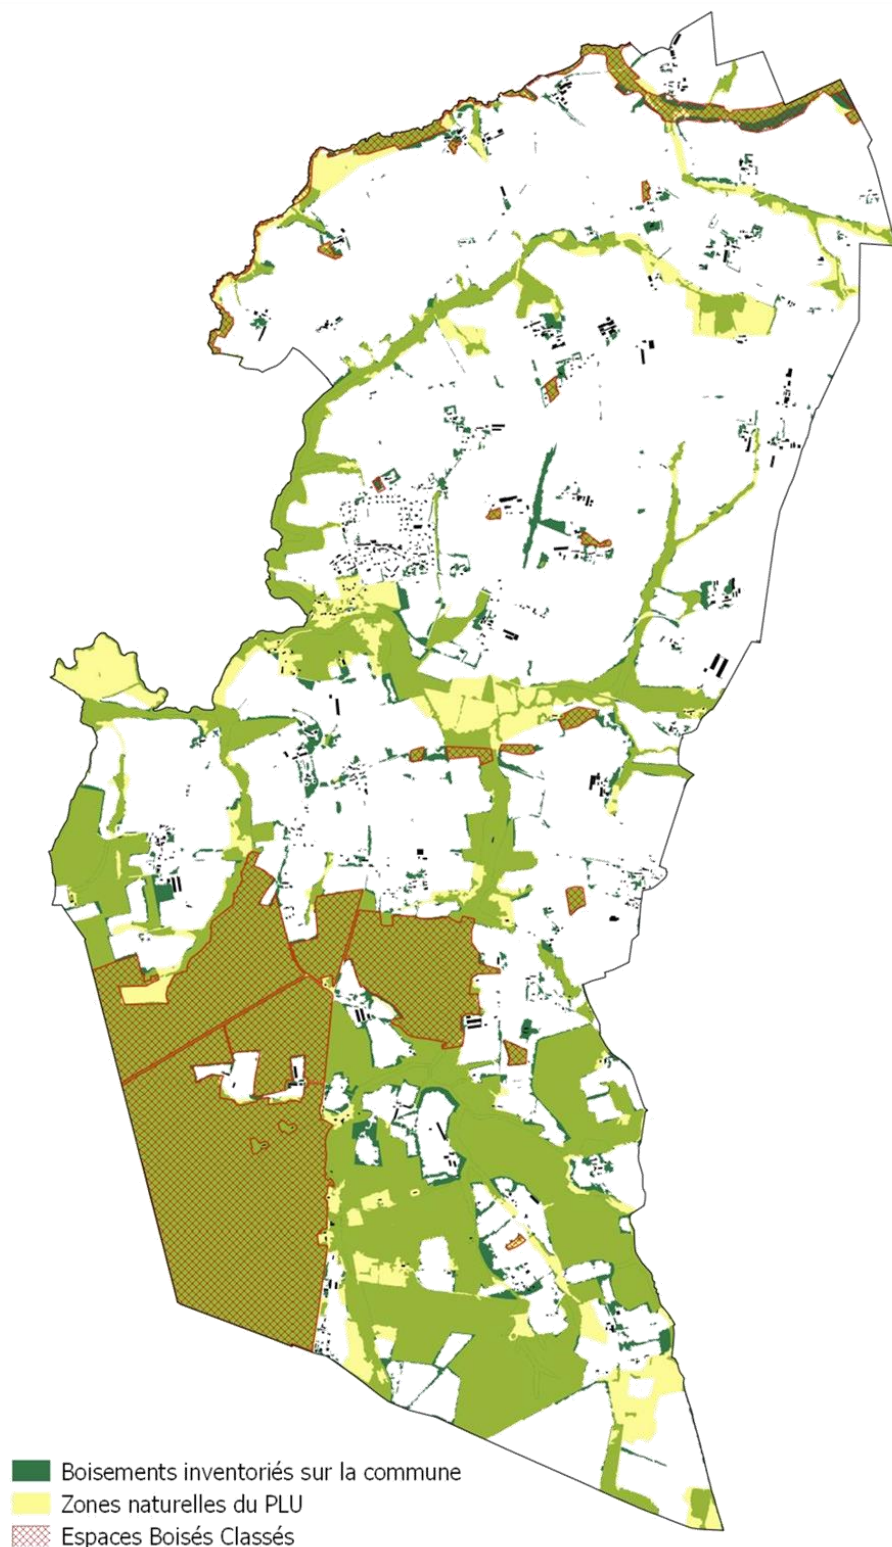 Boisements inventoriés sur la commune
Zones naturelles du PLU
Espaces Boisés Classés